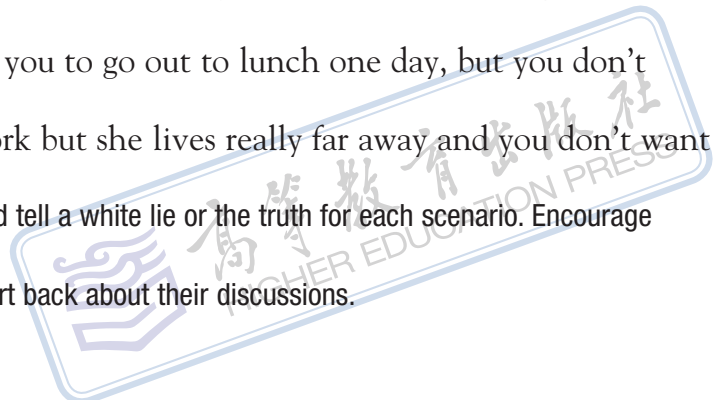 you to go out to lunch one day, but you don’t
ork but she lives really far away and you don’t want
d tell a white lie or the truth for each scenario. Encourage
rt back about their discussions.
高等教育出版社
HIGHER EDUCATION PRESS